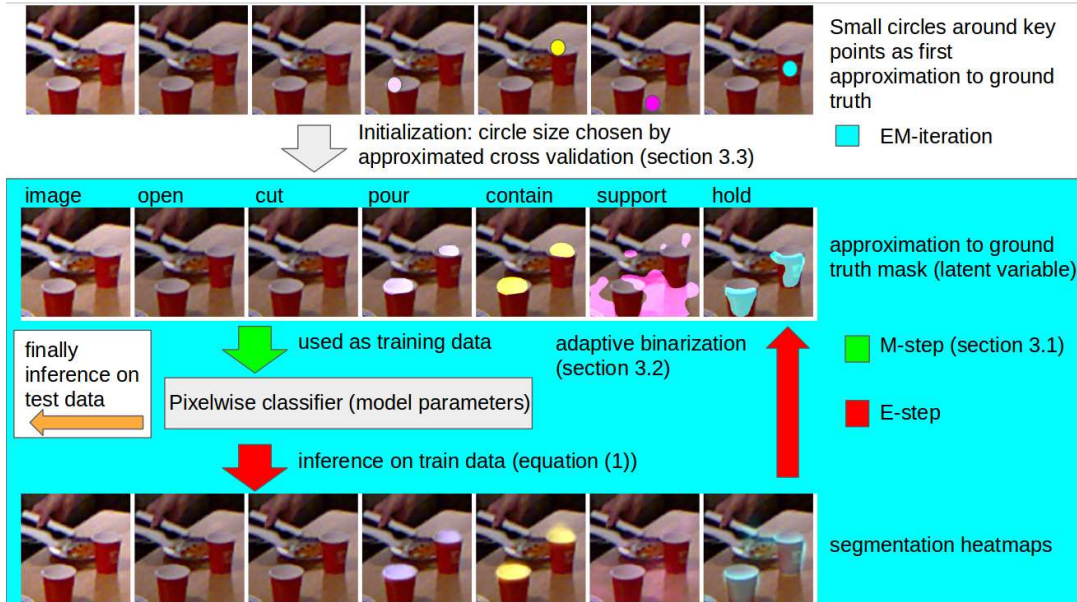 Small circles around key
points as first
approximation to ground
truth
Initialization: circle size chosen by
approximated cross validation (section 3.3)
EM-iteration
image open cut pour contain support hold
approximation to ground
truth mask (latent variable)
finally
inference on
test data
used as training data
adaptive binarization
(section 3.2)
M-step (section 3.1)
Pixelwise classifier (model parameters)
E-step
inference on train data (equation (1))
segmentation heatmaps